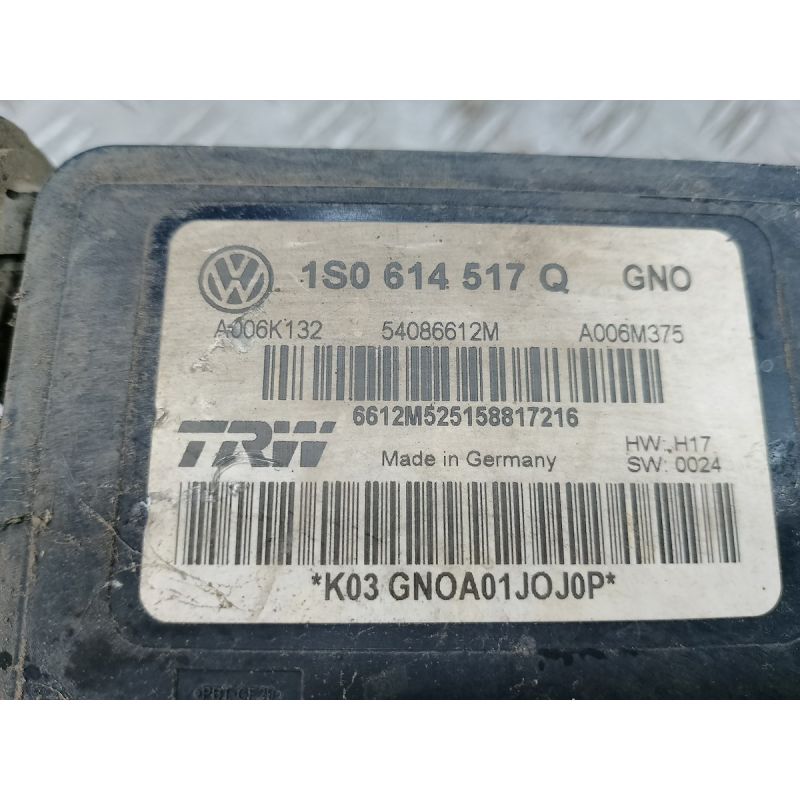 1S0 614 517 Q GNO
A006K132 54086612M A006M375
6612M525158817216
TRW Made in Germany
HW: H17
SW: 0024
*K03 GNOA01JOJ0P*